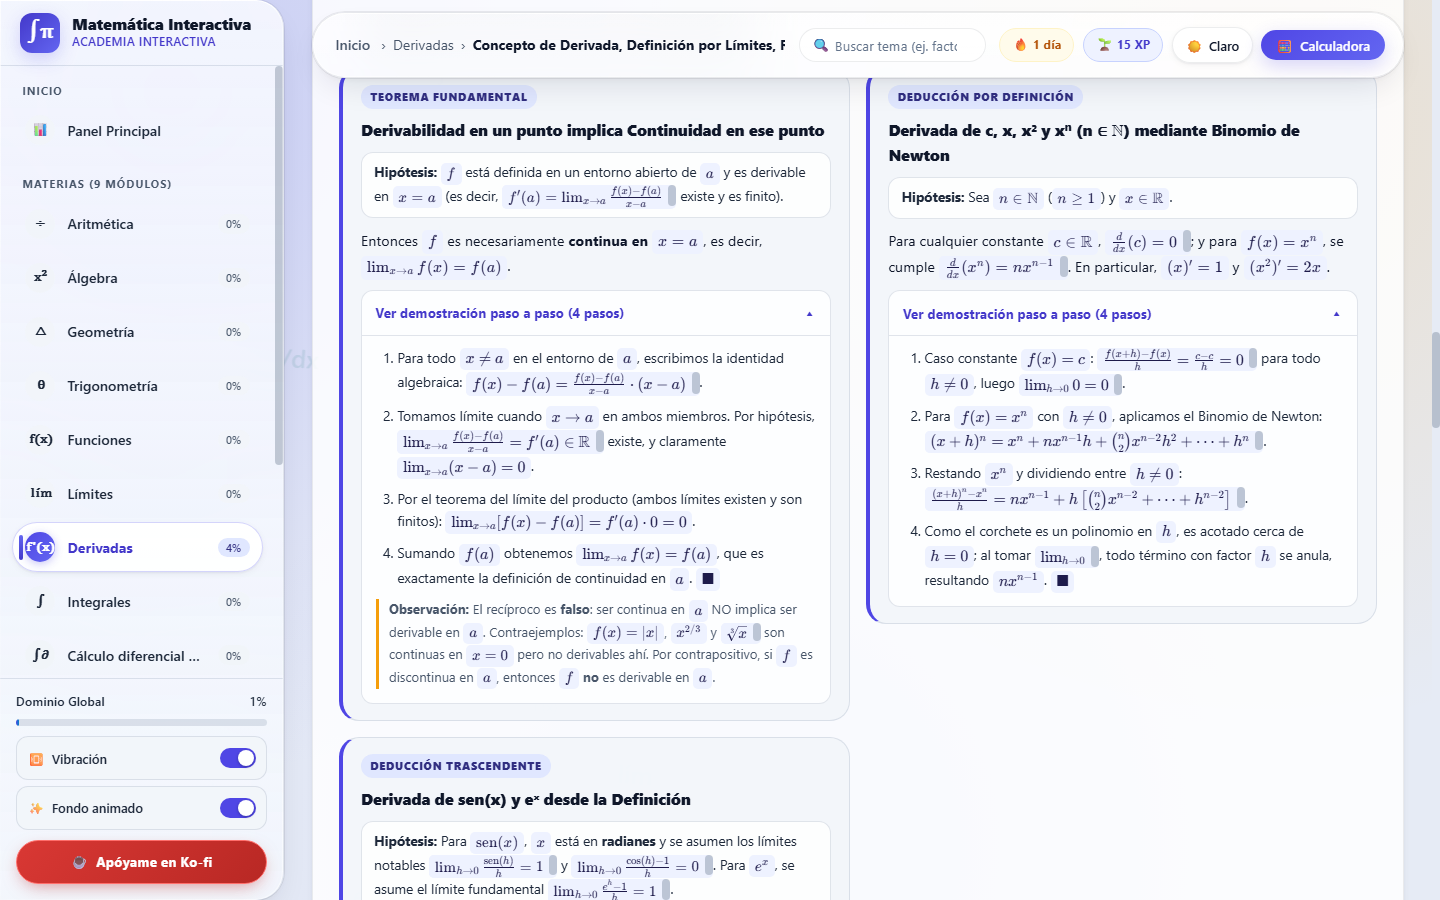 ∫π Matemática Interactiva
ACADEMIA INTERACTIVA
INICIO
Panel Principal
MATERIAS (9 MÓDULOS)
÷ Aritmética 0%
x² Álgebra 0%
△ Geometría 0%
θ Trigonometría 0%
f(x) Funciones 0%
lím Límites 0%
f'(x) Derivadas 4%
∫ Integrales 0%
∫∂ Cálculo diferencial ... 0%
Dominio Global 1%
Vibración
Fondo animado
Apóyame en Ko-fi
Inicio › Derivadas › Concepto de Derivada, Definición por Límites, F
Buscar tema (ej. facto
1 día
15 XP
Claro
Calculadora
TEOREMA FUNDAMENTAL
Derivabilidad en un punto implica Continuidad en ese punto
Hipótesis: f está definida en un entorno abierto de a y es derivable
en x = a (es decir, f′(a) = lim_{x→a} \frac{f(x)−f(a)}{x−a} existe y es finito).
Entonces f es necesariamente continua en x = a, es decir,
lim_{x→a} f(x) = f(a).
Ver demostración paso a paso (4 pasos) ▲
1. Para todo x ≠ a en el entorno de a, escribimos la identidad
algebraica: f(x) − f(a) = \frac{f(x)−f(a)}{x−a} · (x − a).
2. Tomamos límite cuando x → a en ambos miembros. Por hipótesis,
lim_{x→a} \frac{f(x)−f(a)}{x−a} = f′(a) ∈ ℝ existe, y claramente
lim_{x→a}(x − a) = 0.
3. Por el teorema del límite del producto (ambos límites existen y son
finitos): lim_{x→a}[f(x) − f(a)] = f′(a) · 0 = 0.
4. Sumando f(a) obtenemos lim_{x→a} f(x) = f(a), que es
exactamente la definición de continuidad en a. ■
Observación: El recíproco es falso: ser continua en a NO implica ser
derivable en a. Contraejemplos: f(x) = |x|, x^{2/3} y ∛x son
continuas en x = 0 pero no derivables ahí. Por contrapositivo, si f es
discontinua en a, entonces f no es derivable en a.
DEDUCCIÓN POR DEFINICIÓN
Derivada de c, x, x² y xⁿ (n ∈ ℕ) mediante Binomio de
Newton
Hipótesis: Sea n ∈ ℕ (n ≥ 1) y x ∈ ℝ.
Para cualquier constante c ∈ ℝ, \frac{d}{dx}(c) = 0; y para f(x) = xⁿ, se
cumple \frac{d}{dx}(xⁿ) = nx^{n−1}. En particular, (x)′ = 1 y (x²)′ = 2x.
Ver demostración paso a paso (4 pasos) ▲
1. Caso constante f(x) = c: \frac{f(x+h)−f(x)}{h} = \frac{c−c}{h} = 0 para todo
h ≠ 0, luego lim_{h→0} 0 = 0.
2. Para f(x) = xⁿ con h ≠ 0, aplicamos el Binomio de Newton:
(x + h)ⁿ = xⁿ + nx^{n−1}h + \binom{n}{2}x^{n−2}h² + ⋯ + hⁿ.
3. Restando xⁿ y dividiendo entre h ≠ 0:
\frac{(x+h)ⁿ−xⁿ}{h} = nx^{n−1} + h [\binom{n}{2}x^{n−2} + ⋯ + h^{n−2}].
4. Como el corchete es un polinomio en h, es acotado cerca de
h = 0; al tomar lim_{h→0}, todo término con factor h se anula,
resultando nx^{n−1}. ■
DEDUCCIÓN TRASCENDENTE
Derivada de sen(x) y eˣ desde la Definición
Hipótesis: Para sen(x), x está en radianes y se asumen los límites
notables lim_{h→0} \frac{sen(h)}{h} = 1 y lim_{h→0} \frac{cos(h)−1}{h} = 0. Para eˣ, se
asume el límite fundamental lim_{h→0} \frac{e^h−1}{h} = 1.